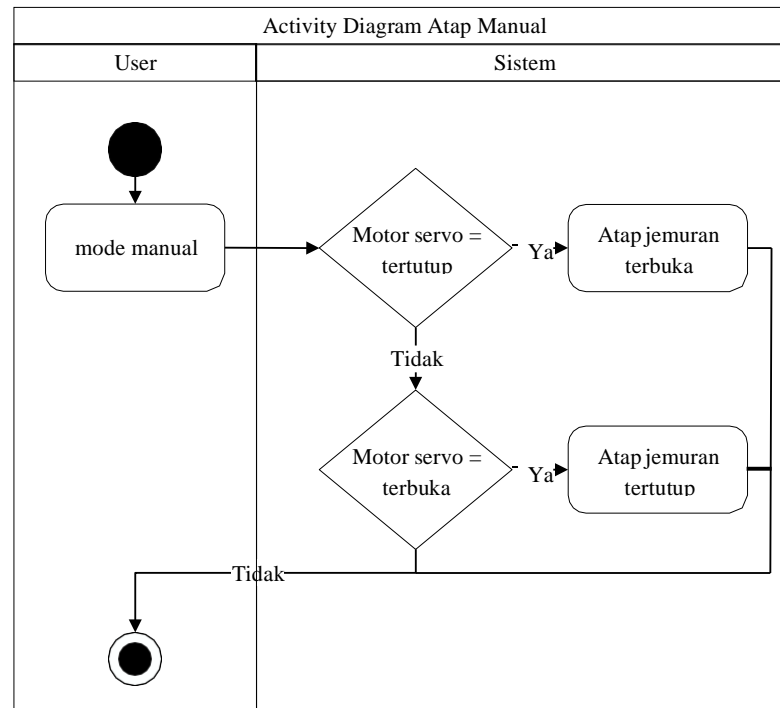 Activity Diagram Atap Manual
User
Sistem
mode manual
Motor servo =
tertutup
Ya
Atap jemuran
terbuka
Tidak
Motor servo =
terbuka
Ya
Atap jemuran
tertutup
Tidak